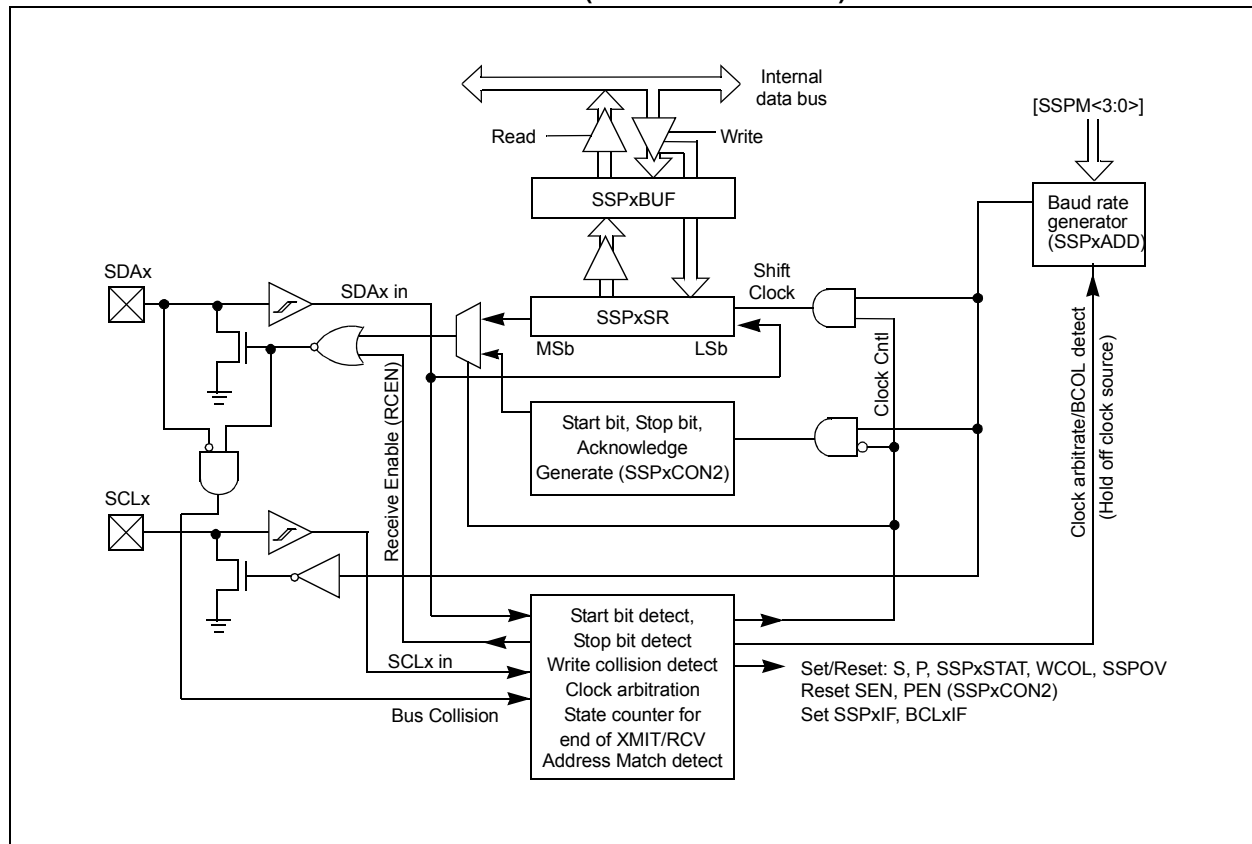 Internal
data bus
[SSPM<3:0>]
Read
Write
SSPxBUF
Baud rate
generator
(SSPxADD)
SDAx
SDAx in
Shift
Clock
SSPxSR
MSb
LSb
Clock Cntl
Clock arbitrate/BCOL detect
(Hold off clock source)
Receive Enable (RCEN)
Start bit, Stop bit,
Acknowledge
Generate (SSPxCON2)
SCLx
SCLx in
Bus Collision
Start bit detect,
Stop bit detect
Write collision detect
Clock arbitration
State counter for
end of XMIT/RCV
Address Match detect
Set/Reset: S, P, SSPxSTAT, WCOL, SSPOV
Reset SEN, PEN (SSPxCON2)
Set SSPxIF, BCLxIF